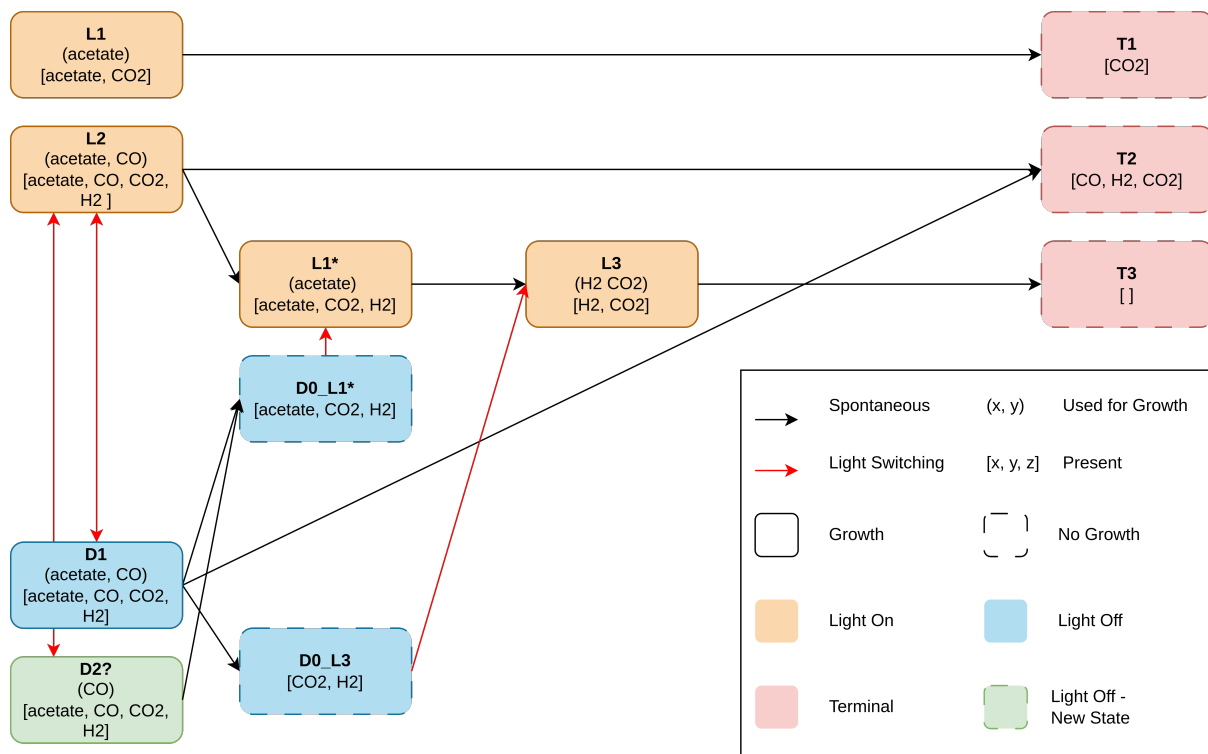 L1
(acetate)
[acetate, CO2]
T1
[CO2]
L2
(acetate, CO)
[acetate, CO, CO2,
H2 ]
T2
[CO, H2, CO2]
L1*
(acetate)
[acetate, CO2, H2]
L3
(H2 CO2)
[H2, CO2]
T3
[ ]
D0_L1*
[acetate, CO2, H2]
D1
(acetate, CO)
[acetate, CO, CO2,
H2]
D0_L3
[CO2, H2]
D2?
(CO)
[acetate, CO, CO2,
H2]
Spontaneous
(x, y)
Used for Growth
Light Switching
[x, y, z]
Present
Growth
No Growth
Light On
Light Off
Terminal
Light Off -
New State